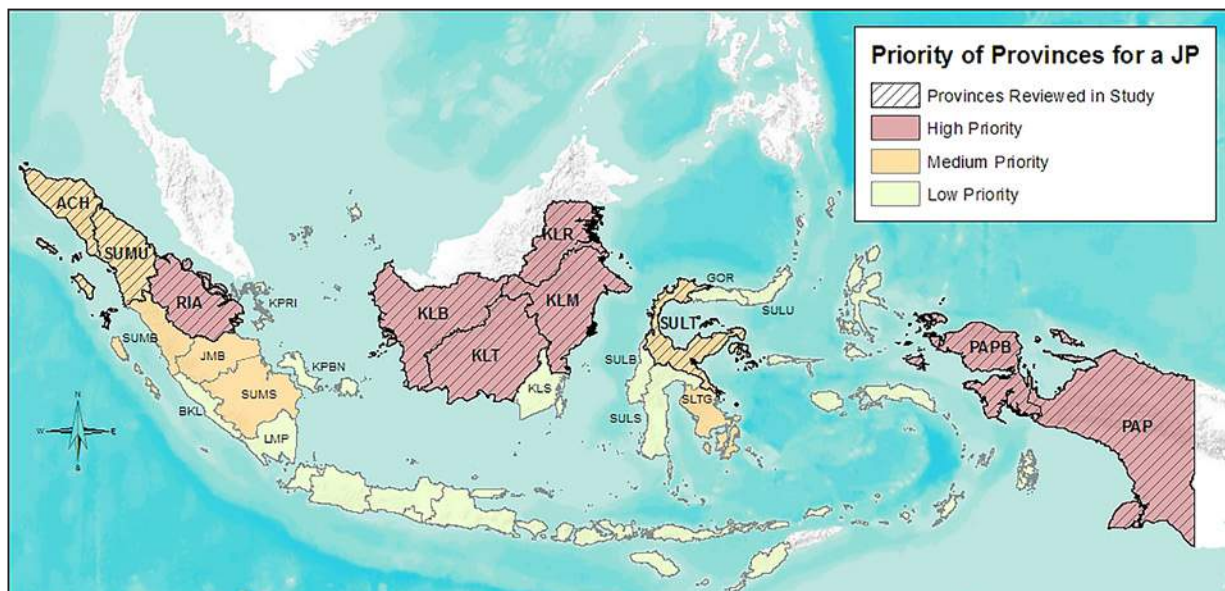 Priority of Provinces for a JP
Provinces Reviewed in Study
High Priority
Medium Priority
Low Priority
ACH
SUMU
RIA
KPRI
SUMB
JMB
KPBN
SUMS
BKL
LMP
KLR
KLB
KLM
KLT
KLS
GOR
SULU
SULT
SULB
SULS
SLTG
PAPB
PAP
N
W
E
S